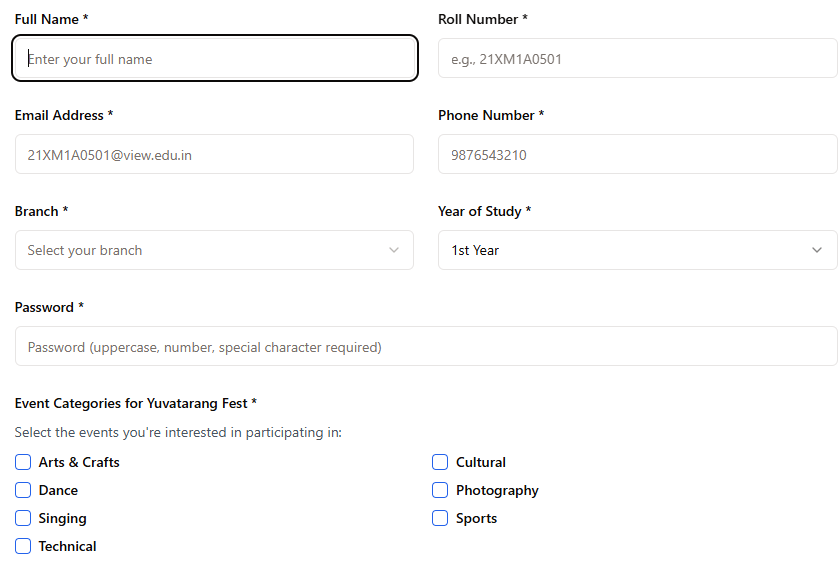 Full Name *
Roll Number *
Enter your full name
e.g., 21XM1A0501
Email Address *
Phone Number *
21XM1A0501@view.edu.in
9876543210
Branch *
Year of Study *
Select your branch
1st Year
Password *
Password (uppercase, number, special character required)
Event Categories for Yuvatarang Fest *
Select the events you're interested in participating in:
Arts & Crafts
Cultural
Dance
Photography
Singing
Sports
Technical